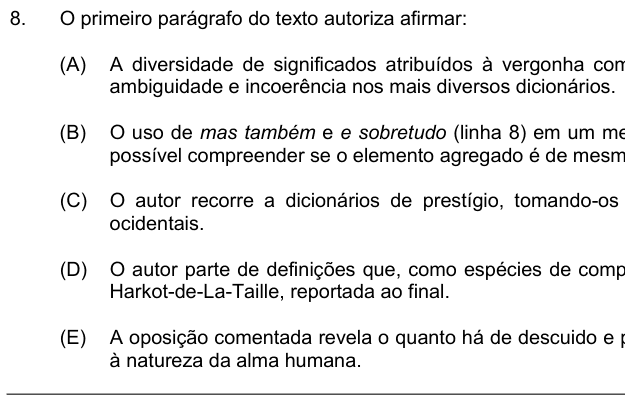 8. O primeiro parágrafo do texto autoriza afirmar:
(A) A diversidade de significados atribuídos à vergonha com
ambiguidade e incoerência nos mais diversos dicionários.
(B) O uso de mas também e e sobretudo (linha 8) em um me
possível compreender se o elemento agregado é de mesm
(C) O autor recorre a dicionários de prestígio, tomando-os
ocidentais.
(D) O autor parte de definições que, como espécies de comp
Harkot-de-La-Taille, reportada ao final.
(E) A oposição comentada revela o quanto há de descuido e p
à natureza da alma humana.